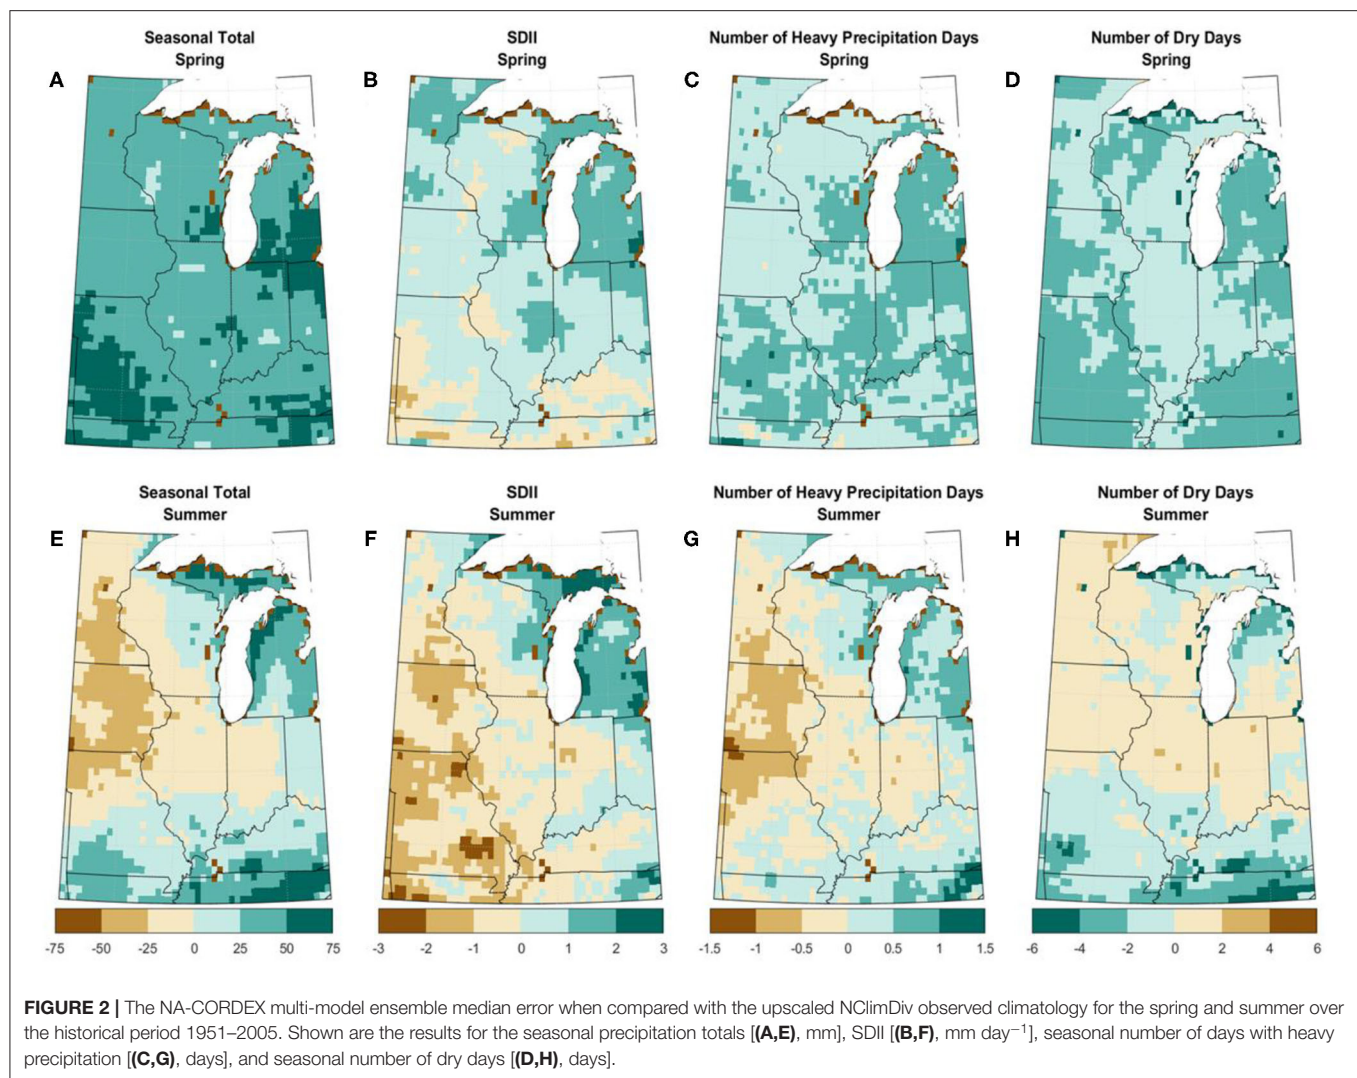 Seasonal Total
Spring
SDII
Spring
Number of Heavy Precipitation Days
Spring
Number of Dry Days
Spring
A
B
C
D
Seasonal Total
Summer
SDII
Summer
Number of Heavy Precipitation Days
Summer
Number of Dry Days
Summer
E
F
G
H
-75 -50 -25 0 25 50 75
-3 -2 -1 0 1 2 3
-1.5 -1 -0.5 0 0.5 1 1.5
-6 -4 -2 0 2 4 6
FIGURE 2 | The NA-CORDEX multi-model ensemble median error when compared with the upscaled NClimDiv observed climatology for the spring and summer over
the historical period 1951–2005. Shown are the results for the seasonal precipitation totals [(A,E), mm], SDII [(B,F), mm day⁻¹], seasonal number of days with heavy
precipitation [(C,G), days], and seasonal number of dry days [(D,H), days].